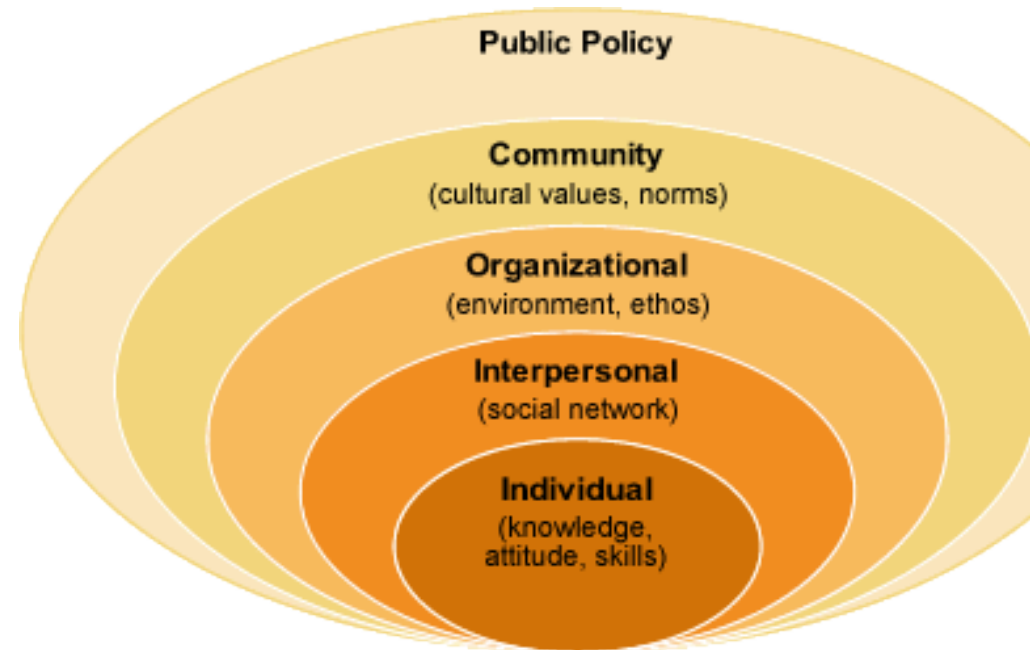 Public Policy
Community
(cultural values, norms)
Organizational
(environment, ethos)
Interpersonal
(social network)
Individual
(knowledge,
attitude, skills)